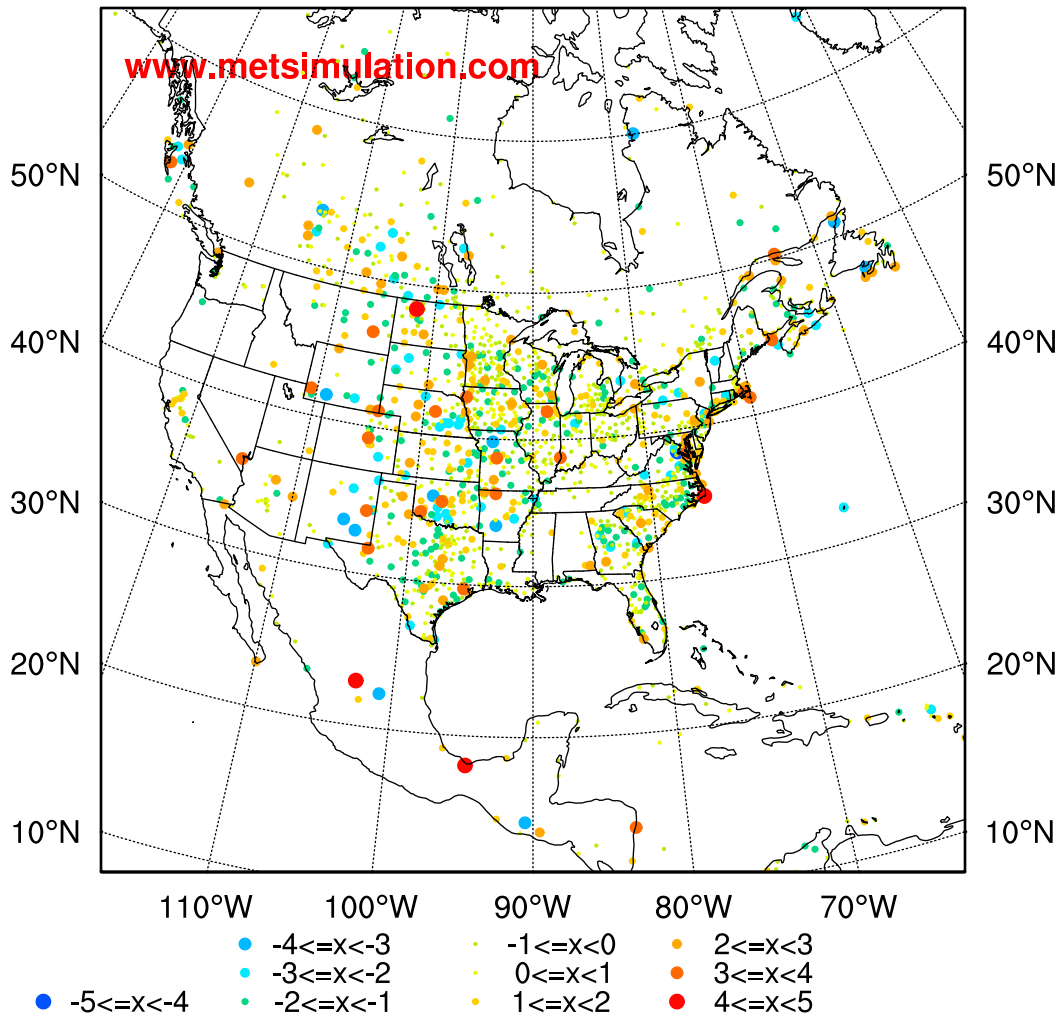 www.metsimulation.com
50°N 50°N
40°N 40°N
30°N 30°N
20°N 20°N
10°N 10°N
110°W 100°W 90°W 80°W 70°W
-4<=x<-3 -1<=x<0 2<=x<3
-3<=x<-2 0<=x<1 3<=x<4
-5<=x<-4 -2<=x<-1 1<=x<2 4<=x<5